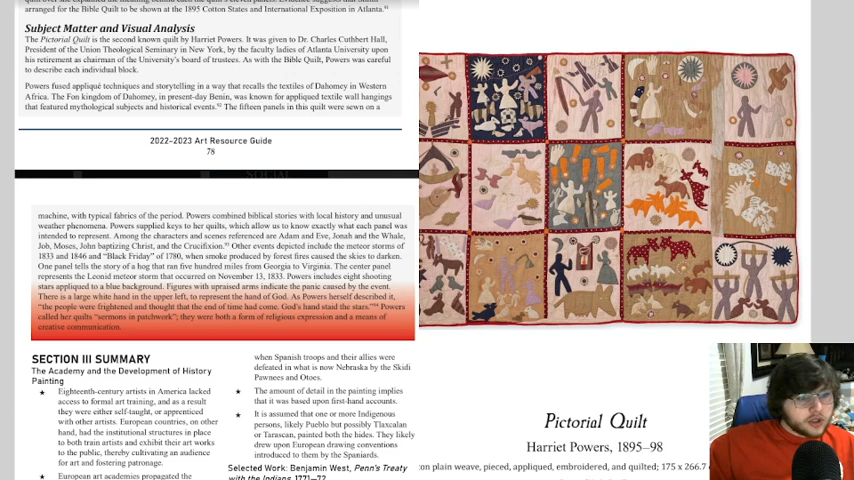 quilt over she explained the meaning behind each the quilt's eleven panels. Evidence suggests that Smith
arranged for the Bible Quilt to be shown at the 1895 Cotton States and International Exposition in Atlanta.⁹¹
Subject Matter and Visual Analysis
The Pictorial Quilt is the second known quilt by Harriet Powers. It was given to Dr. Charles Cuthbert Hall,
President of the Union Theological Seminary in New York, by the faculty ladies of Atlanta University upon
his retirement as chairman of the University's board of trustees. As with the Bible Quilt, Powers was careful
to describe each individual block.
Powers fused appliqué techniques and storytelling in a way that recalls the textiles of Dahomey in Western
Africa. The Fon kingdom of Dahomey, in present-day Benin, was known for appliqued textile wall hangings
that featured mythological subjects and historical events.⁹² The fifteen panels in this quilt were sewn on a
2022–2023 Art Resource Guide
78
SOCIAL
machine, with typical fabrics of the period. Powers combined biblical stories with local history and unusual
weather phenomena. Powers supplied keys to her quilts, which allow us to know exactly what each panel was
intended to represent. Among the characters and scenes referenced are Adam and Eve, Jonah and the Whale,
Job, Moses, John baptizing Christ, and the Crucifixion.⁹³ Other events depicted include the meteor storms of
1833 and 1846 and “Black Friday” of 1780, when smoke produced by forest fires caused the skies to darken.
One panel tells the story of a hog that ran five hundred miles from Georgia to Virginia. The center panel
represents the Leonid meteor storm that occurred on November 13, 1833. Powers includes eight shooting
stars appliqued to a blue background. Figures with upraised arms indicate the panic caused by the event.
There is a large white hand in the upper left, to represent the hand of God. As Powers herself described it,
“the people were frightened and thought that the end of time had come. God's hand staid the stars.”⁹⁴ Powers
called her quilts “sermons in patchwork”; they were both a form of religious expression and a means of
creative communication.
SECTION III SUMMARY
The Academy and the Development of History
Painting
★ Eighteenth-century artists in America lacked
access to formal art training, and as a result
they were either self-taught, or apprenticed
with other artists. European countries, on other
hand, had the institutional structures in place
to both train artists and exhibit their art works
to the public, thereby cultivating an audience
for art and fostering patronage.
★ European art academies propagated the
when Spanish troops and their allies were
defeated in what is now Nebraska by the Skidi
Pawnees and Otoes.
★ The amount of detail in the painting implies
that it was based upon first-hand accounts.
★ It is assumed that one or more Indigenous
persons, likely Pueblo but possibly Tlaxcalan
or Tarascan, painted both the hides. They likely
drew upon European drawing conventions
introduced to them by the Spaniards.
Selected Work: Benjamin West, Penn's Treaty
with the Indians, 1771–72
Pictorial Quilt
Harriet Powers, 1895–98
on plain weave, pieced, appliqued, embroidered, and quilted; 175 x 266.7